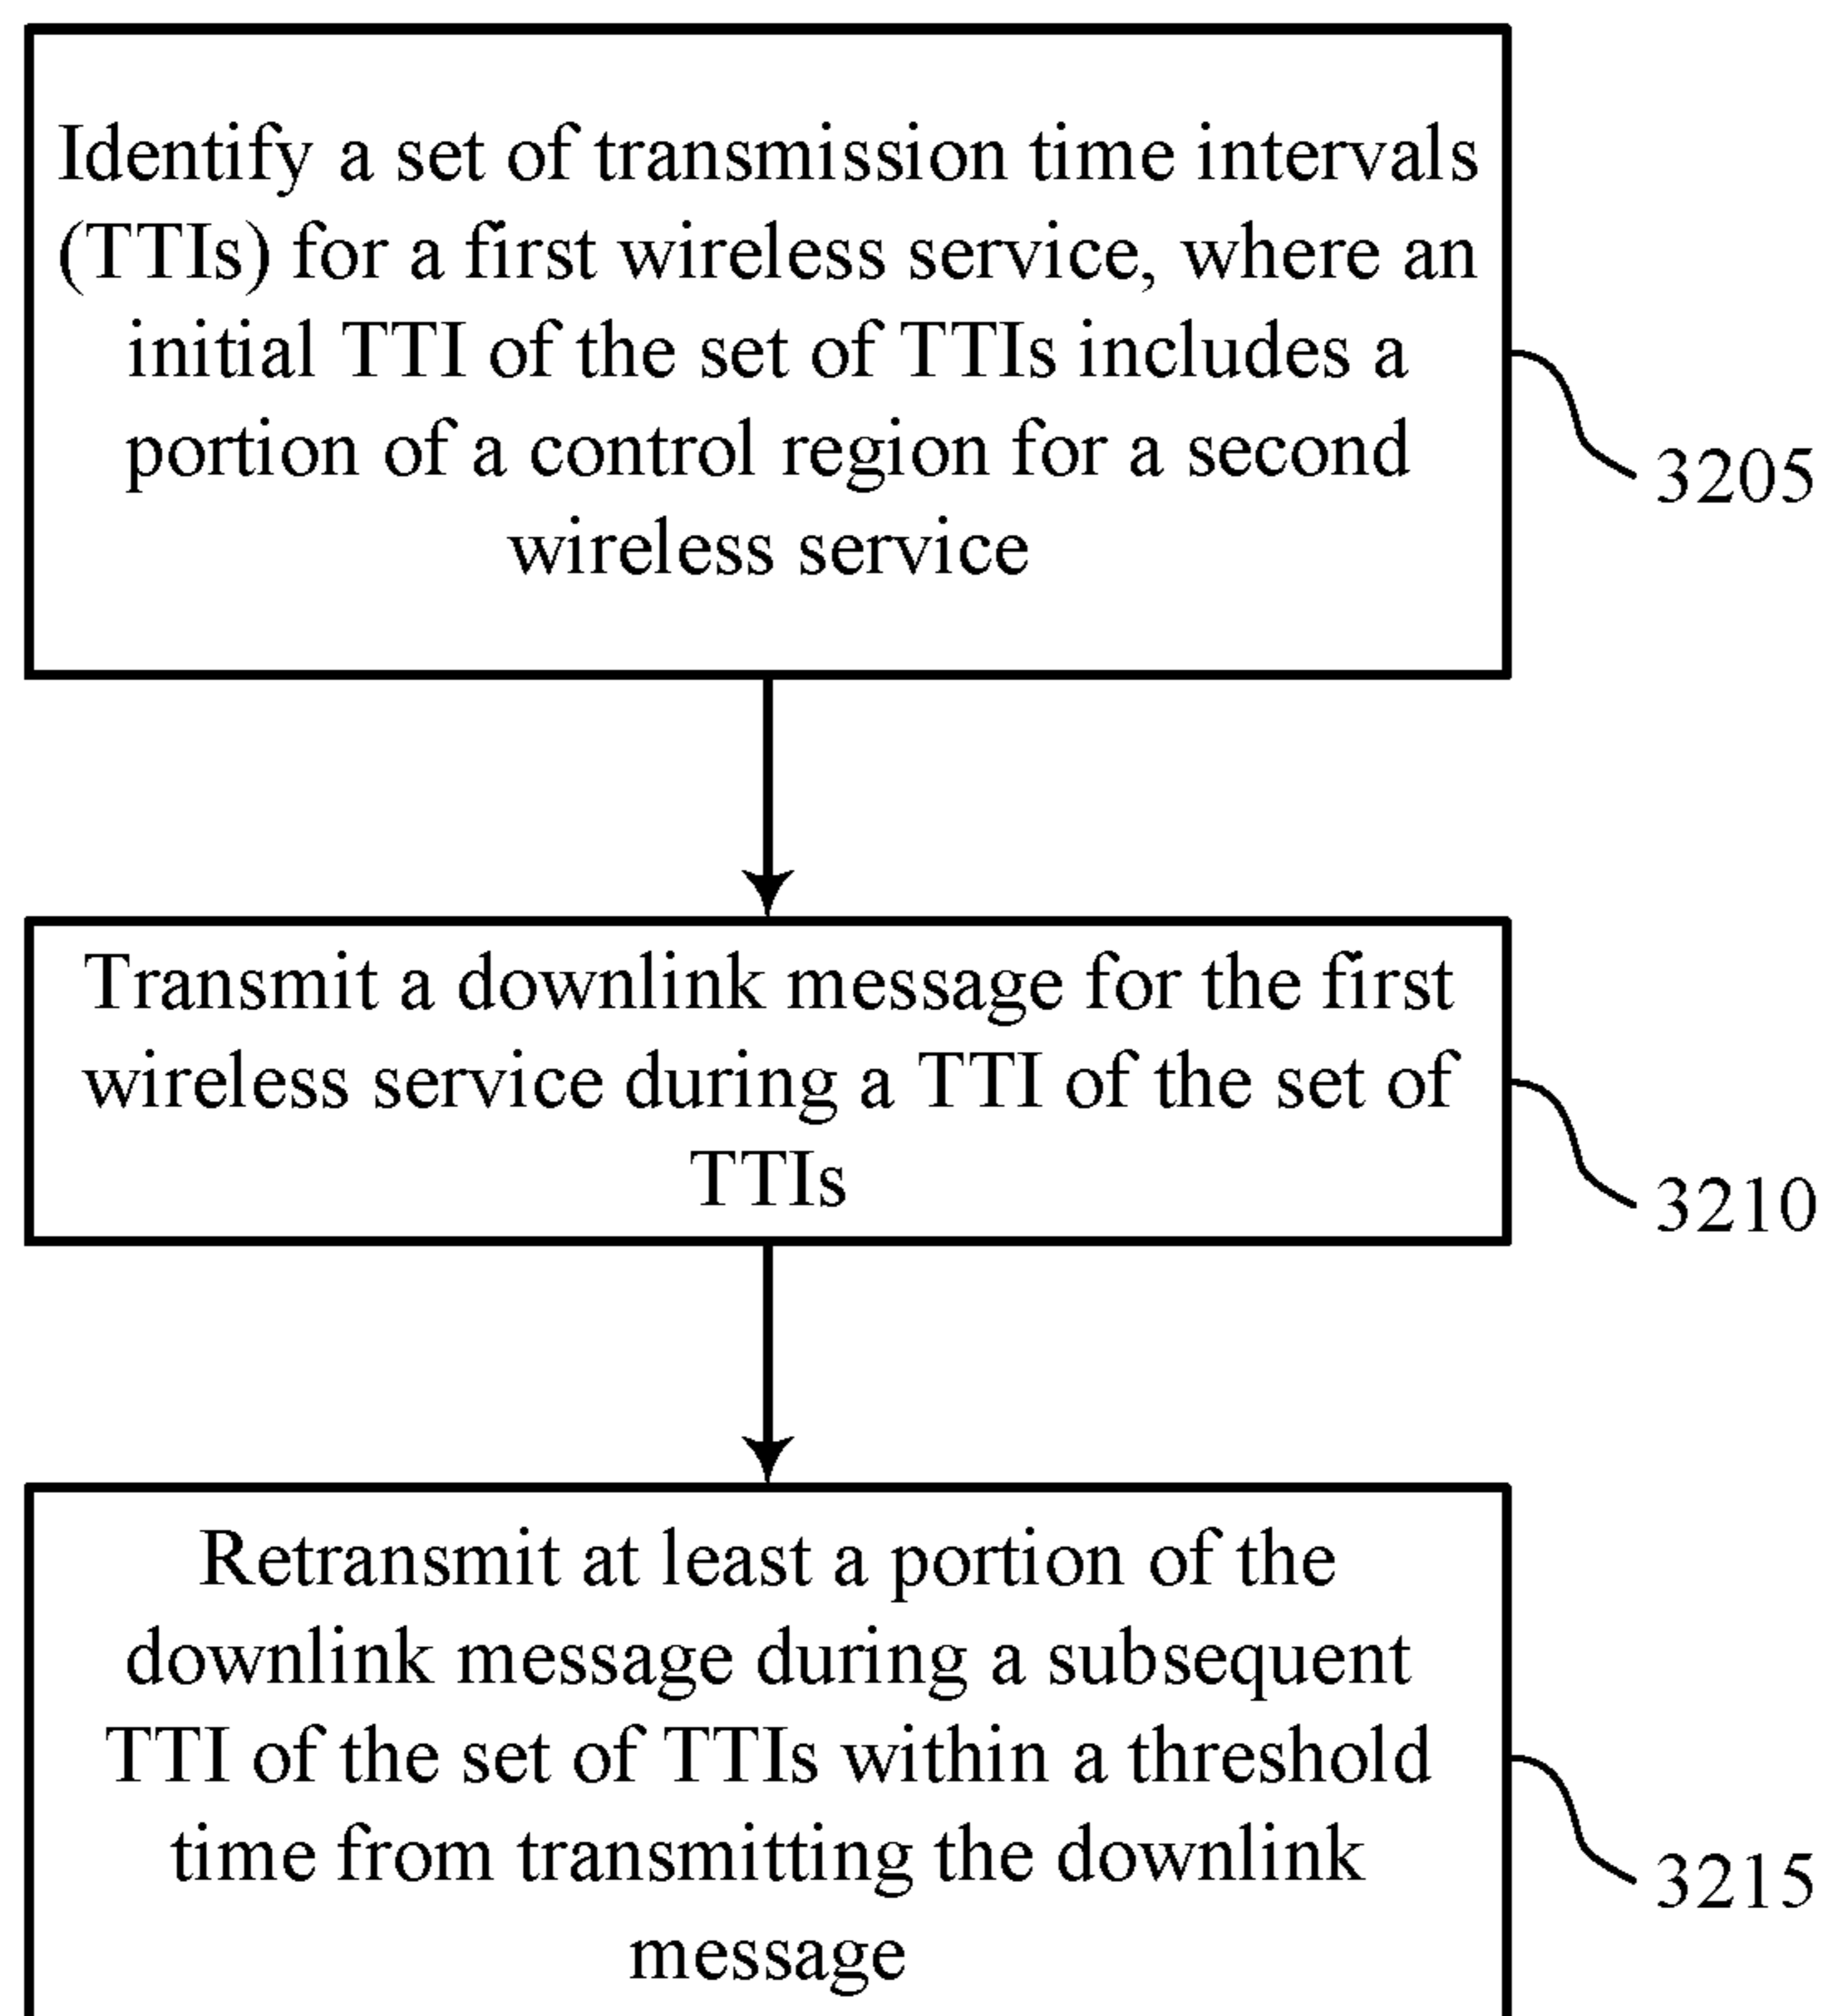 Identify a set of transmission time intervals
(TTIs) for a first wireless service, where an
initial TTI of the set of TTIs includes a
portion of a control region for a second
wireless service
3205
Transmit a downlink message for the first
wireless service during a TTI of the set of
TTIs
3210
Retransmit at least a portion of the
downlink message during a subsequent
TTI of the set of TTIs within a threshold
time from transmitting the downlink
message
3215